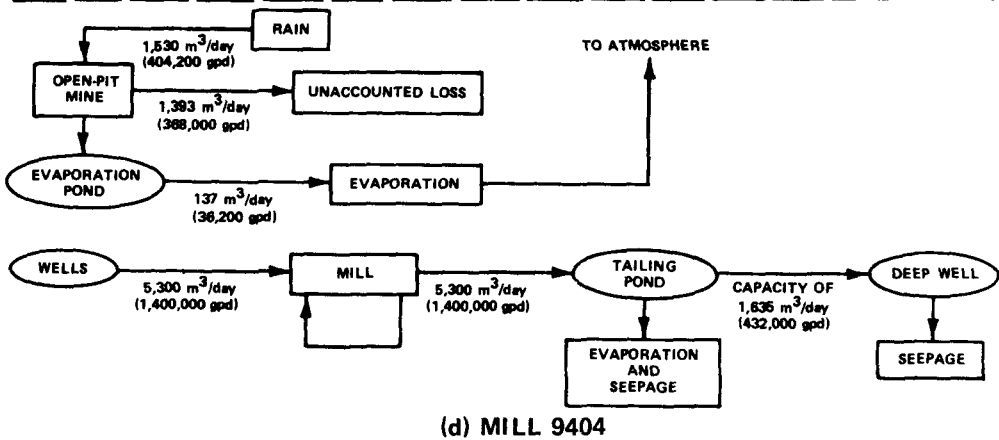 RAIN
1,530 m³/day
(404,200 gpd)
TO ATMOSPHERE
OPEN-PIT
MINE
UNACCOUNTED LOSS
1,393 m³/day
(368,000 gpd)
EVAPORATION
POND
EVAPORATION
137 m³/day
(36,200 gpd)
WELLS
5,300 m³/day
(1,400,000 gpd)
MILL
5,300 m³/day
(1,400,000 gpd)
TAILING
POND
CAPACITY OF
1,635 m³/day
(432,000 gpd)
DEEP WELL
EVAPORATION
AND
SEEPAGE
SEEPAGE
(d) MILL 9404